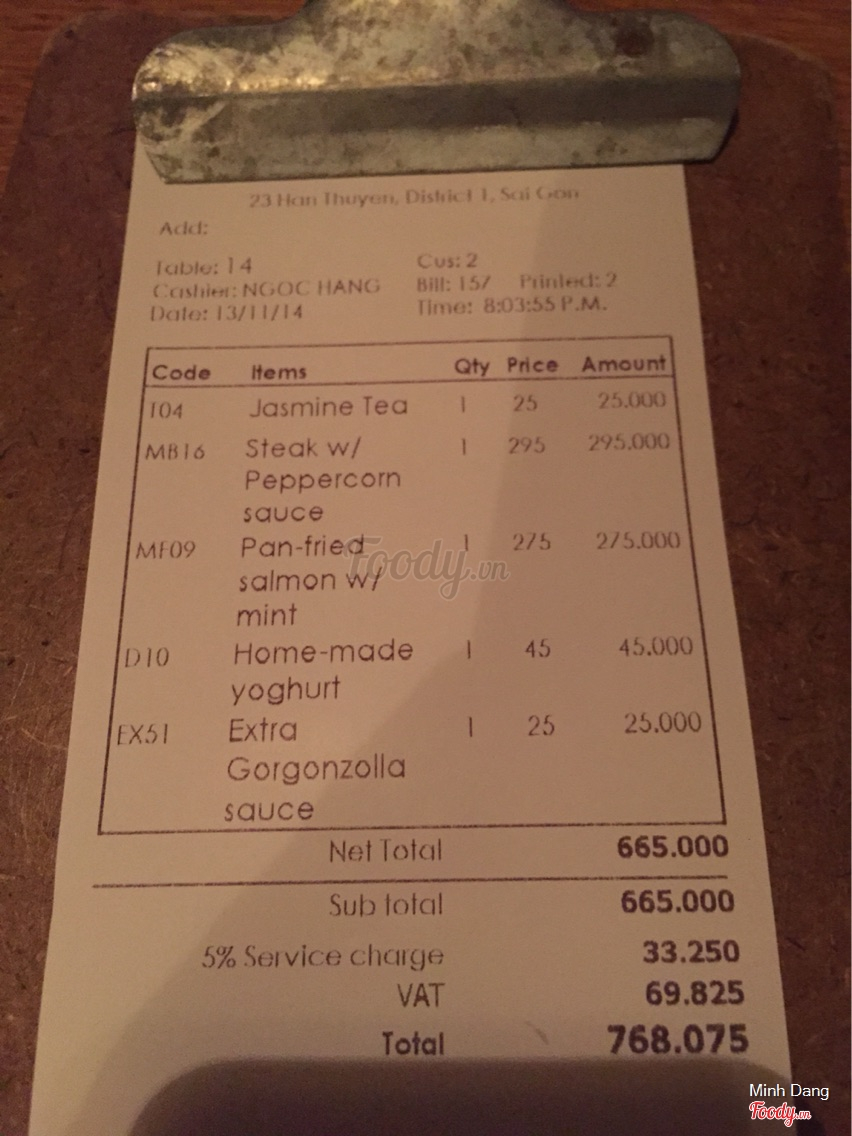 23 Han Thuyen, District 1, Sai Gon
Add:
Table: 14 Cus: 2
Cashier: NGOC HANG Bill: 157 Printed: 2
Date: 13/11/14 Time: 8:03:55 P.M.
Code Items Qty Price Amount
T04 Jasmine Tea 1 25 25.000
MB16 Steak w/ 1 295 295.000
Peppercorn
sauce
MF09 Pan-fried 1 275 275.000
salmon w/
mint
D10 Home-made 1 45 45.000
yoghurt
EX51 Extra 1 25 25.000
Gorgonzolla
sauce
Net Total 665.000
Sub total 665.000
5% Service charge 33.250
VAT 69.825
Total 768.075
Foody.vn
Minh Dang
Foody.vn